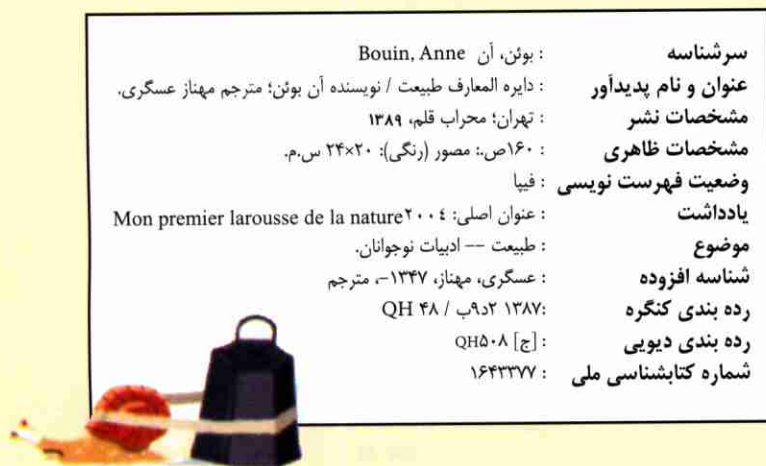 سرشناسه : بوئن، آن Bouin, Anne
عنوان و نام پدیدآور : دایره المعارف طبیعت / نویسنده آن بوئن؛ مترجم مهناز عسگری.
مشخصات نشر : تهران؛ محراب قلم، ۱۳۸۹
مشخصات ظاهری : ۱۶۰ص.: مصور (رنگی): ۲۰×۲۴ س.م.
وضعیت فهرست نویسی : فیپا
یادداشت : عنوان اصلی: Mon premier larousse de la nature۲۰۰٤
موضوع : طبیعت -- ادبیات نوجوانان.
شناسه افزوده : عسگری، مهناز، ۱۳۴۷-، مترجم
رده بندی کنگره :۱۳۸۷ ۲د۹ب / ۴۸ QH
رده بندی دیویی : [ج] QH۵۰۸
شماره کتابشناسی ملی : ۱۶۴۳۳۷۷